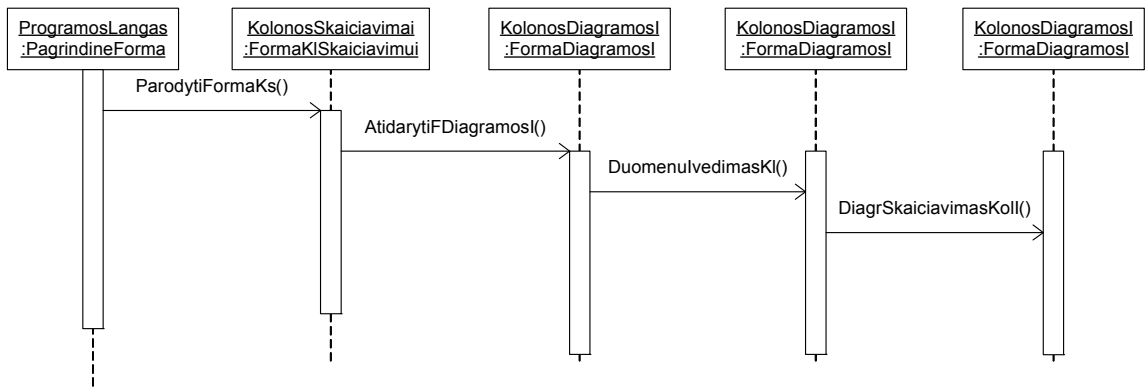 ProgramosLangas
:PagrindineForma
KolonosSkaiciavimai
:FormaKlSkaiciavimui
KolonosDiagramosI
:FormaDiagramosI
KolonosDiagramosI
:FormaDiagramosI
KolonosDiagramosI
:FormaDiagramosI
ParodytiFormaKs()
AtidarytiFDiagramosI()
DuomenuIvedimasKl()
DiagrSkaiciavimasKolI()